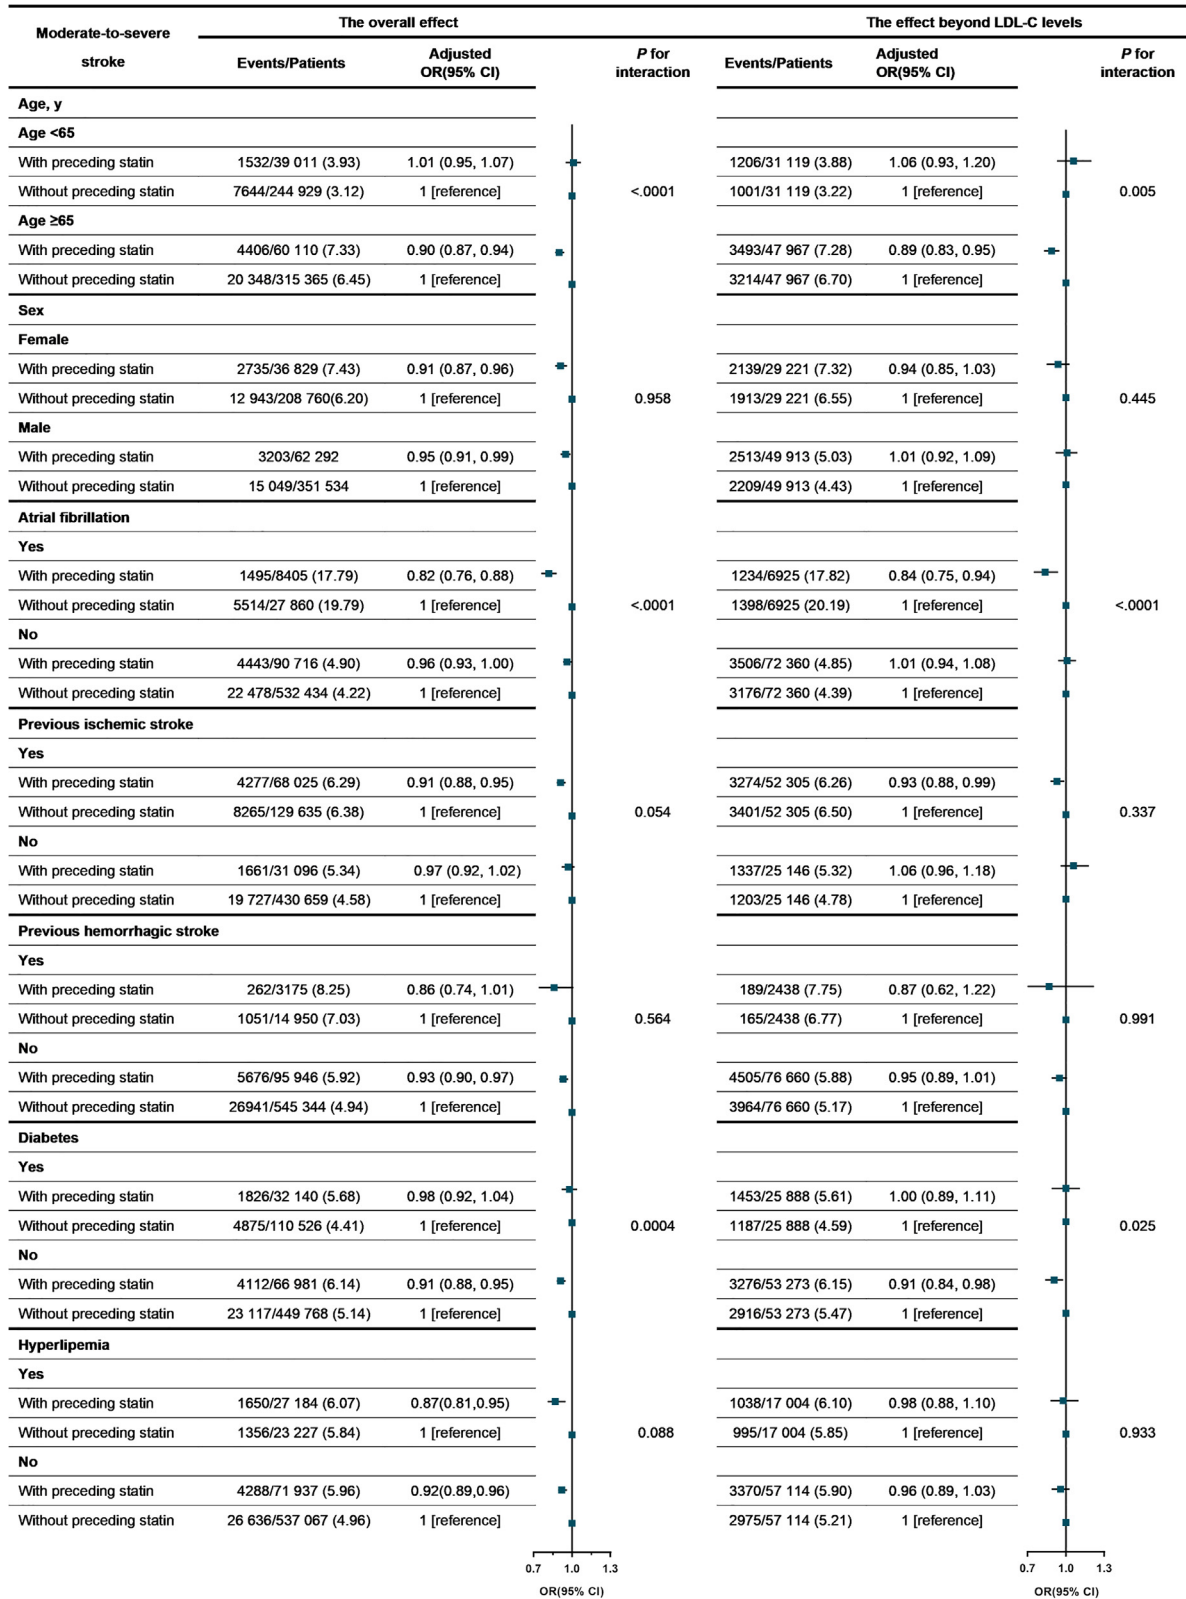 Moderate-to-severe stroke The overall effect The effect beyond LDL-C levels
Events/Patients Adjusted OR(95% CI) P for interaction Events/Patients Adjusted OR(95% CI) P for interaction
Age, y
Age <65
With preceding statin 1532/39 011 (3.93) 1.01 (0.95, 1.07) 1206/31 119 (3.88) 1.06 (0.93, 1.20)
Without preceding statin 7644/244 929 (3.12) 1 [reference] <.0001 1001/31 119 (3.22) 1 [reference] 0.005
Age ≥65
With preceding statin 4406/60 110 (7.33) 0.90 (0.87, 0.94) 3493/47 967 (7.28) 0.89 (0.83, 0.95)
Without preceding statin 20 348/315 365 (6.45) 1 [reference] 3214/47 967 (6.70) 1 [reference]
Sex
Female
With preceding statin 2735/36 829 (7.43) 0.91 (0.87, 0.96) 2139/29 221 (7.32) 0.94 (0.85, 1.03)
Without preceding statin 12 943/208 760(6.20) 1 [reference] 0.958 1913/29 221 (6.55) 1 [reference] 0.445
Male
With preceding statin 3203/62 292 0.95 (0.91, 0.99) 2513/49 913 (5.03) 1.01 (0.92, 1.09)
Without preceding statin 15 049/351 534 1 [reference] 2209/49 913 (4.43) 1 [reference]
Atrial fibrillation
Yes
With preceding statin 1495/8405 (17.79) 0.82 (0.76, 0.88) 1234/6925 (17.82) 0.84 (0.75, 0.94)
Without preceding statin 5514/27 860 (19.79) 1 [reference] <.0001 1398/6925 (20.19) 1 [reference] <.0001
No
With preceding statin 4443/90 716 (4.90) 0.96 (0.93, 1.00) 3506/72 360 (4.85) 1.01 (0.94, 1.08)
Without preceding statin 22 478/532 434 (4.22) 1 [reference] 3176/72 360 (4.39) 1 [reference]
Previous ischemic stroke
Yes
With preceding statin 4277/68 025 (6.29) 0.91 (0.88, 0.95) 3274/52 305 (6.26) 0.93 (0.88, 0.99)
Without preceding statin 8265/129 635 (6.38) 1 [reference] 0.054 3401/52 305 (6.50) 1 [reference] 0.337
No
With preceding statin 1661/31 096 (5.34) 0.97 (0.92, 1.02) 1337/25 146 (5.32) 1.06 (0.96, 1.18)
Without preceding statin 19 727/430 659 (4.58) 1 [reference] 1203/25 146 (4.78) 1 [reference]
Previous hemorrhagic stroke
Yes
With preceding statin 262/3175 (8.25) 0.86 (0.74, 1.01) 189/2438 (7.75) 0.87 (0.62, 1.22)
Without preceding statin 1051/14 950 (7.03) 1 [reference] 0.564 165/2438 (6.77) 1 [reference] 0.991
No
With preceding statin 5676/95 946 (5.92) 0.93 (0.90, 0.97) 4505/76 660 (5.88) 0.95 (0.89, 1.01)
Without preceding statin 26941/545 344 (4.94) 1 [reference] 3964/76 660 (5.17) 1 [reference]
Diabetes
Yes
With preceding statin 1826/32 140 (5.68) 0.98 (0.92, 1.04) 1453/25 888 (5.61) 1.00 (0.89, 1.11)
Without preceding statin 4875/110 526 (4.41) 1 [reference] 0.0004 1187/25 888 (4.59) 1 [reference] 0.025
No
With preceding statin 4112/66 981 (6.14) 0.91 (0.88, 0.95) 3276/53 273 (6.15) 0.91 (0.84, 0.98)
Without preceding statin 23 117/449 768 (5.14) 1 [reference] 2916/53 273 (5.47) 1 [reference]
Hyperlipemia
Yes
With preceding statin 1650/27 184 (6.07) 0.87(0.81,0.95) 1038/17 004 (6.10) 0.98 (0.88, 1.10)
Without preceding statin 1356/23 227 (5.84) 1 [reference] 0.088 995/17 004 (5.85) 1 [reference] 0.933
No
With preceding statin 4288/71 937 (5.96) 0.92(0.89,0.96) 3370/57 114 (5.90) 0.96 (0.89, 1.03)
Without preceding statin 26 636/537 067 (4.96) 1 [reference] 2975/57 114 (5.21) 1 [reference]
0.7 1.0 1.3 0.7 1.0 1.3
OR(95% CI) OR(95% CI)